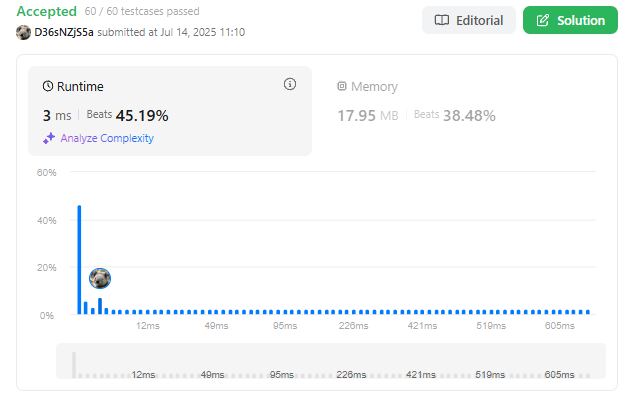 Accepted 60 / 60 testcases passed
D36sNZjS5a submitted at Jul 14, 2025 11:10
Editorial
Solution
Runtime
3 ms | Beats 45.19%
Analyze Complexity
Memory
17.95 MB | Beats 38.48%
60%
40%
20%
0%
12ms 49ms 95ms 226ms 421ms 519ms 605ms
12ms 49ms 95ms 226ms 421ms 519ms 605ms